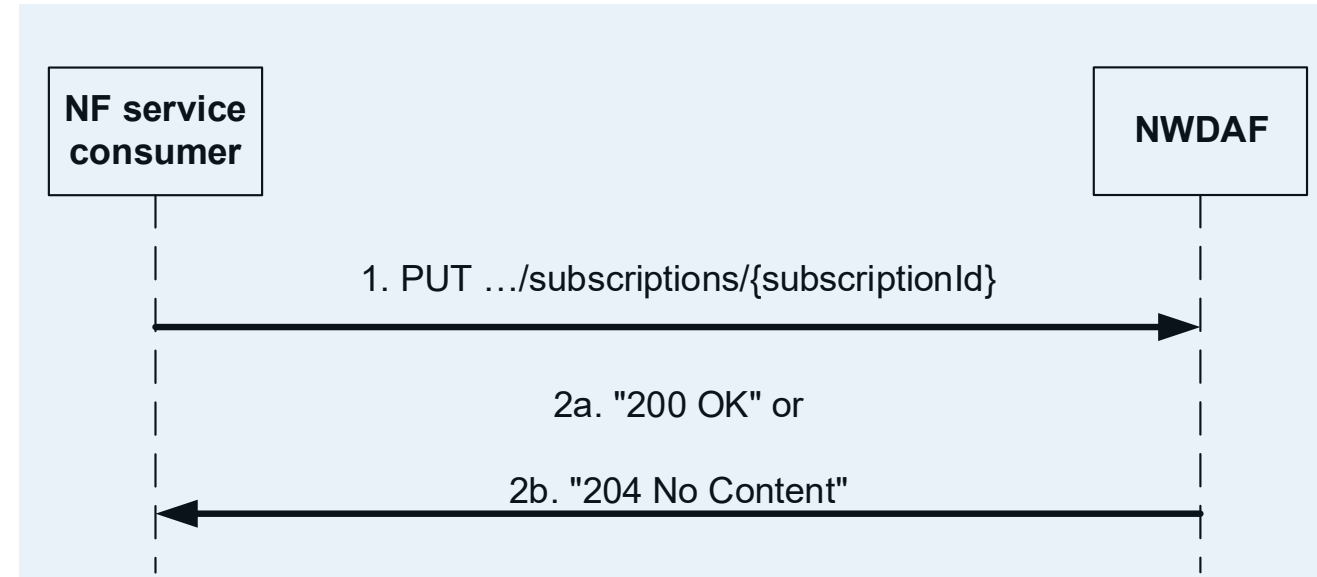 NF service
consumer
NWDAF
1. PUT …/subscriptions/{subscriptionId}
2a. "200 OK" or
2b. "204 No Content"